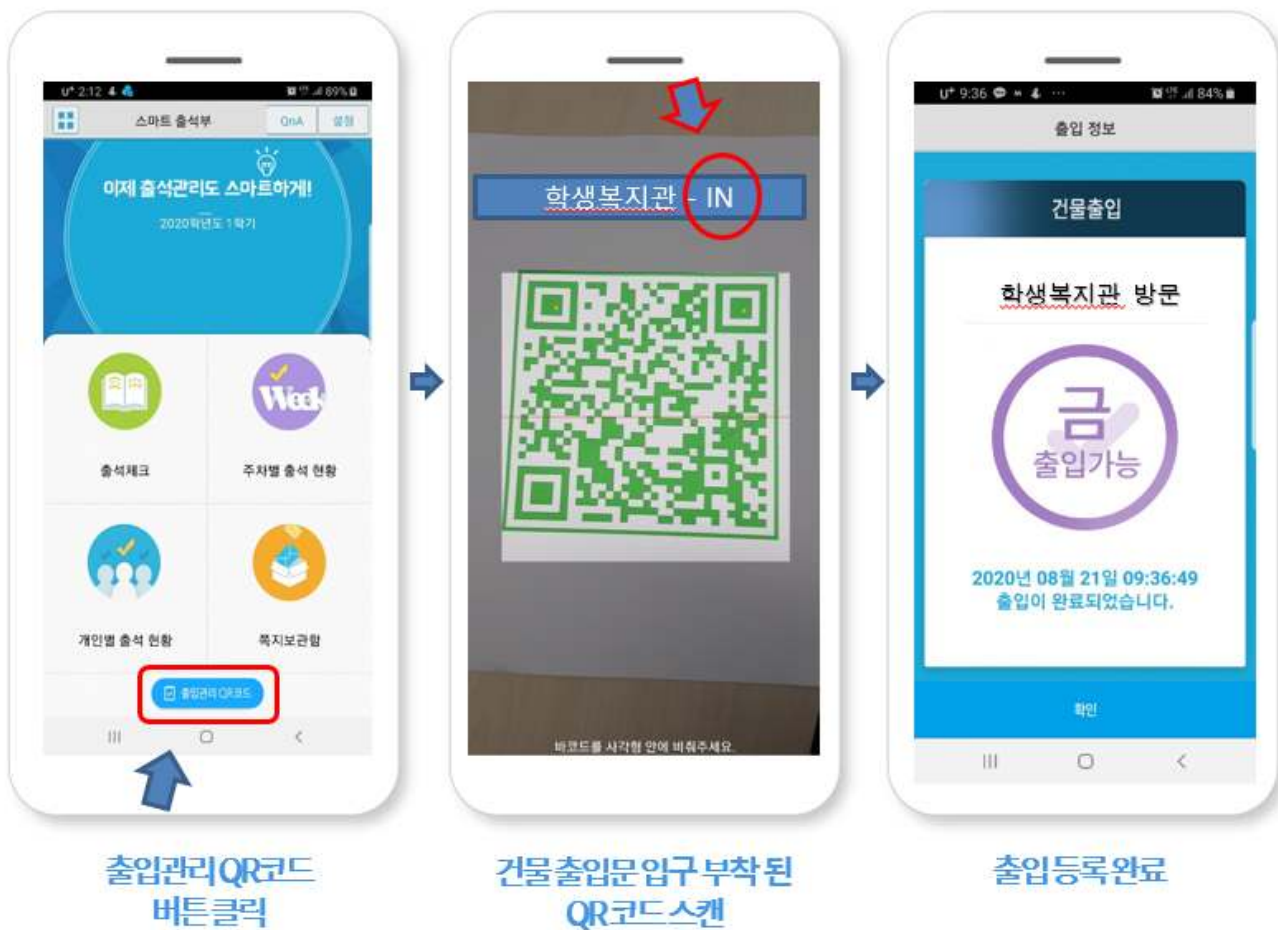 U+ 2:12
89%
스마트 출석부
QnA
설정
이제 출석관리도 스마트하게!
2020학년도 1학기
출석체크
Week
주차별 출석 현황
개인별 출석 현황
쪽지보관함
출입관리 QR코드
출입관리 QR코드
버튼 클릭
학생복지관 - IN
바코드를 사각형 안에 비춰주세요.
건물 출입문 입구 부착 된
QR 코드 스캔
U+ 9:36
84%
출입 정보
건물출입
학생복지관 방문
금
출입가능
2020년 08월 21일 09:36:49
출입이 완료되었습니다.
확인
출입 등록 완료